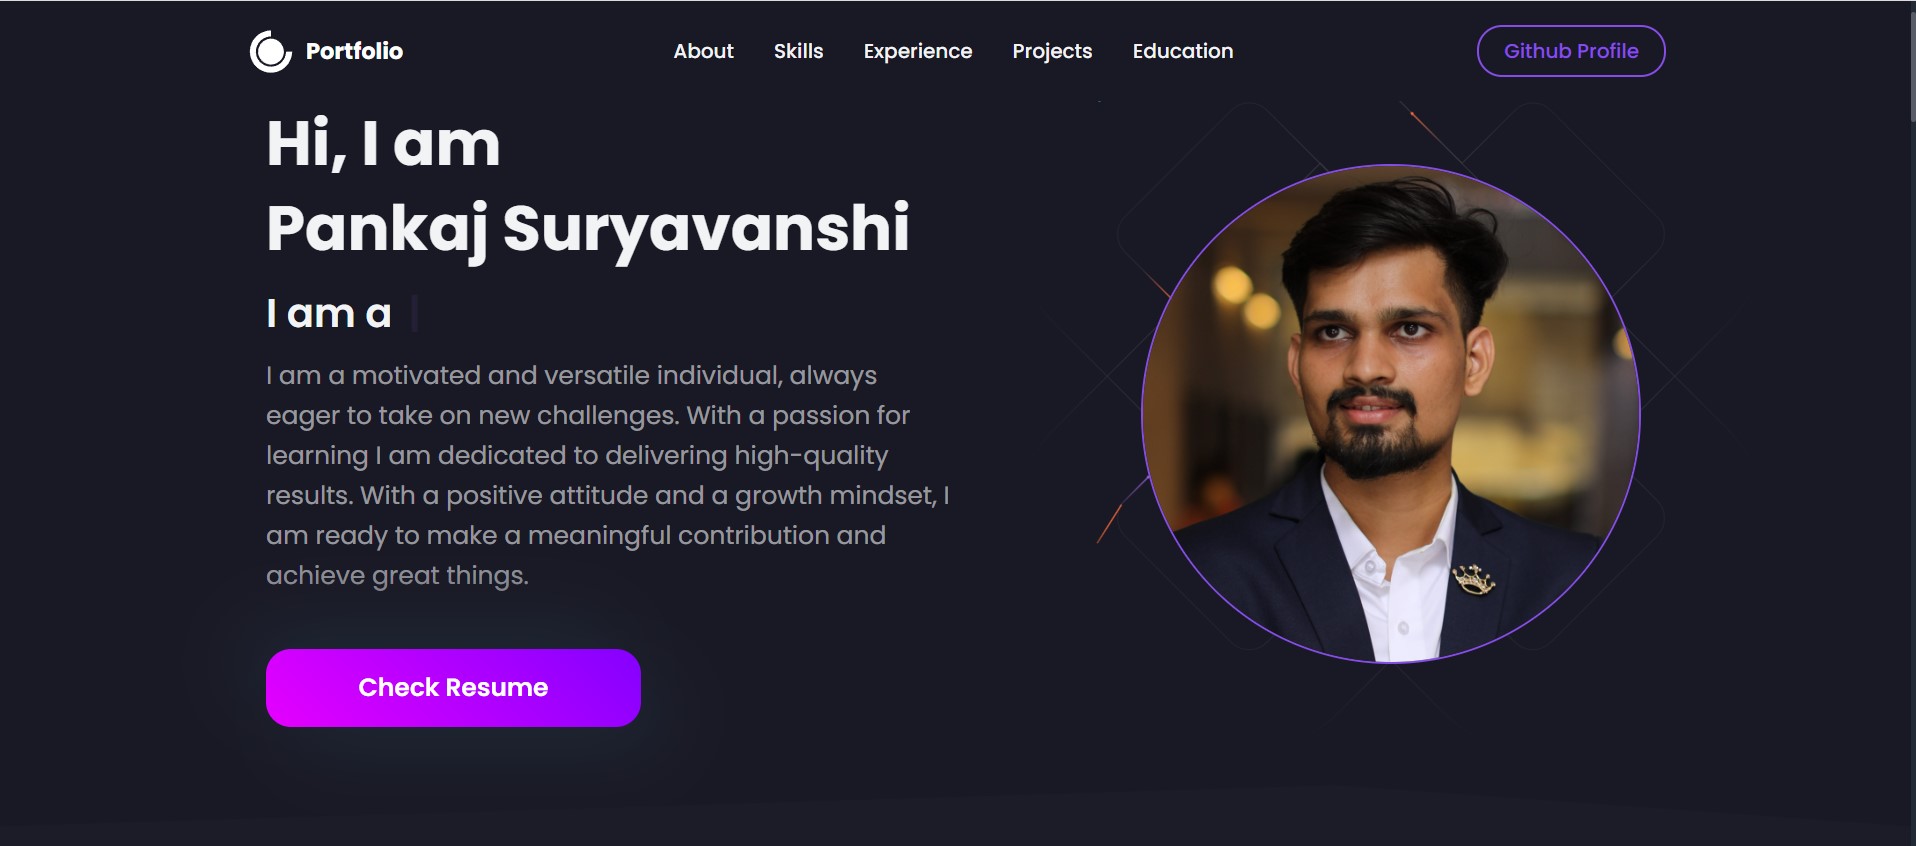 Portfolio
About Skills Experience Projects Education
Github Profile
Hi, I am
Pankaj Suryavanshi
I am a
I am a motivated and versatile individual, always
eager to take on new challenges. With a passion for
learning I am dedicated to delivering high-quality
results. With a positive attitude and a growth mindset, I
am ready to make a meaningful contribution and
achieve great things.
Check Resume